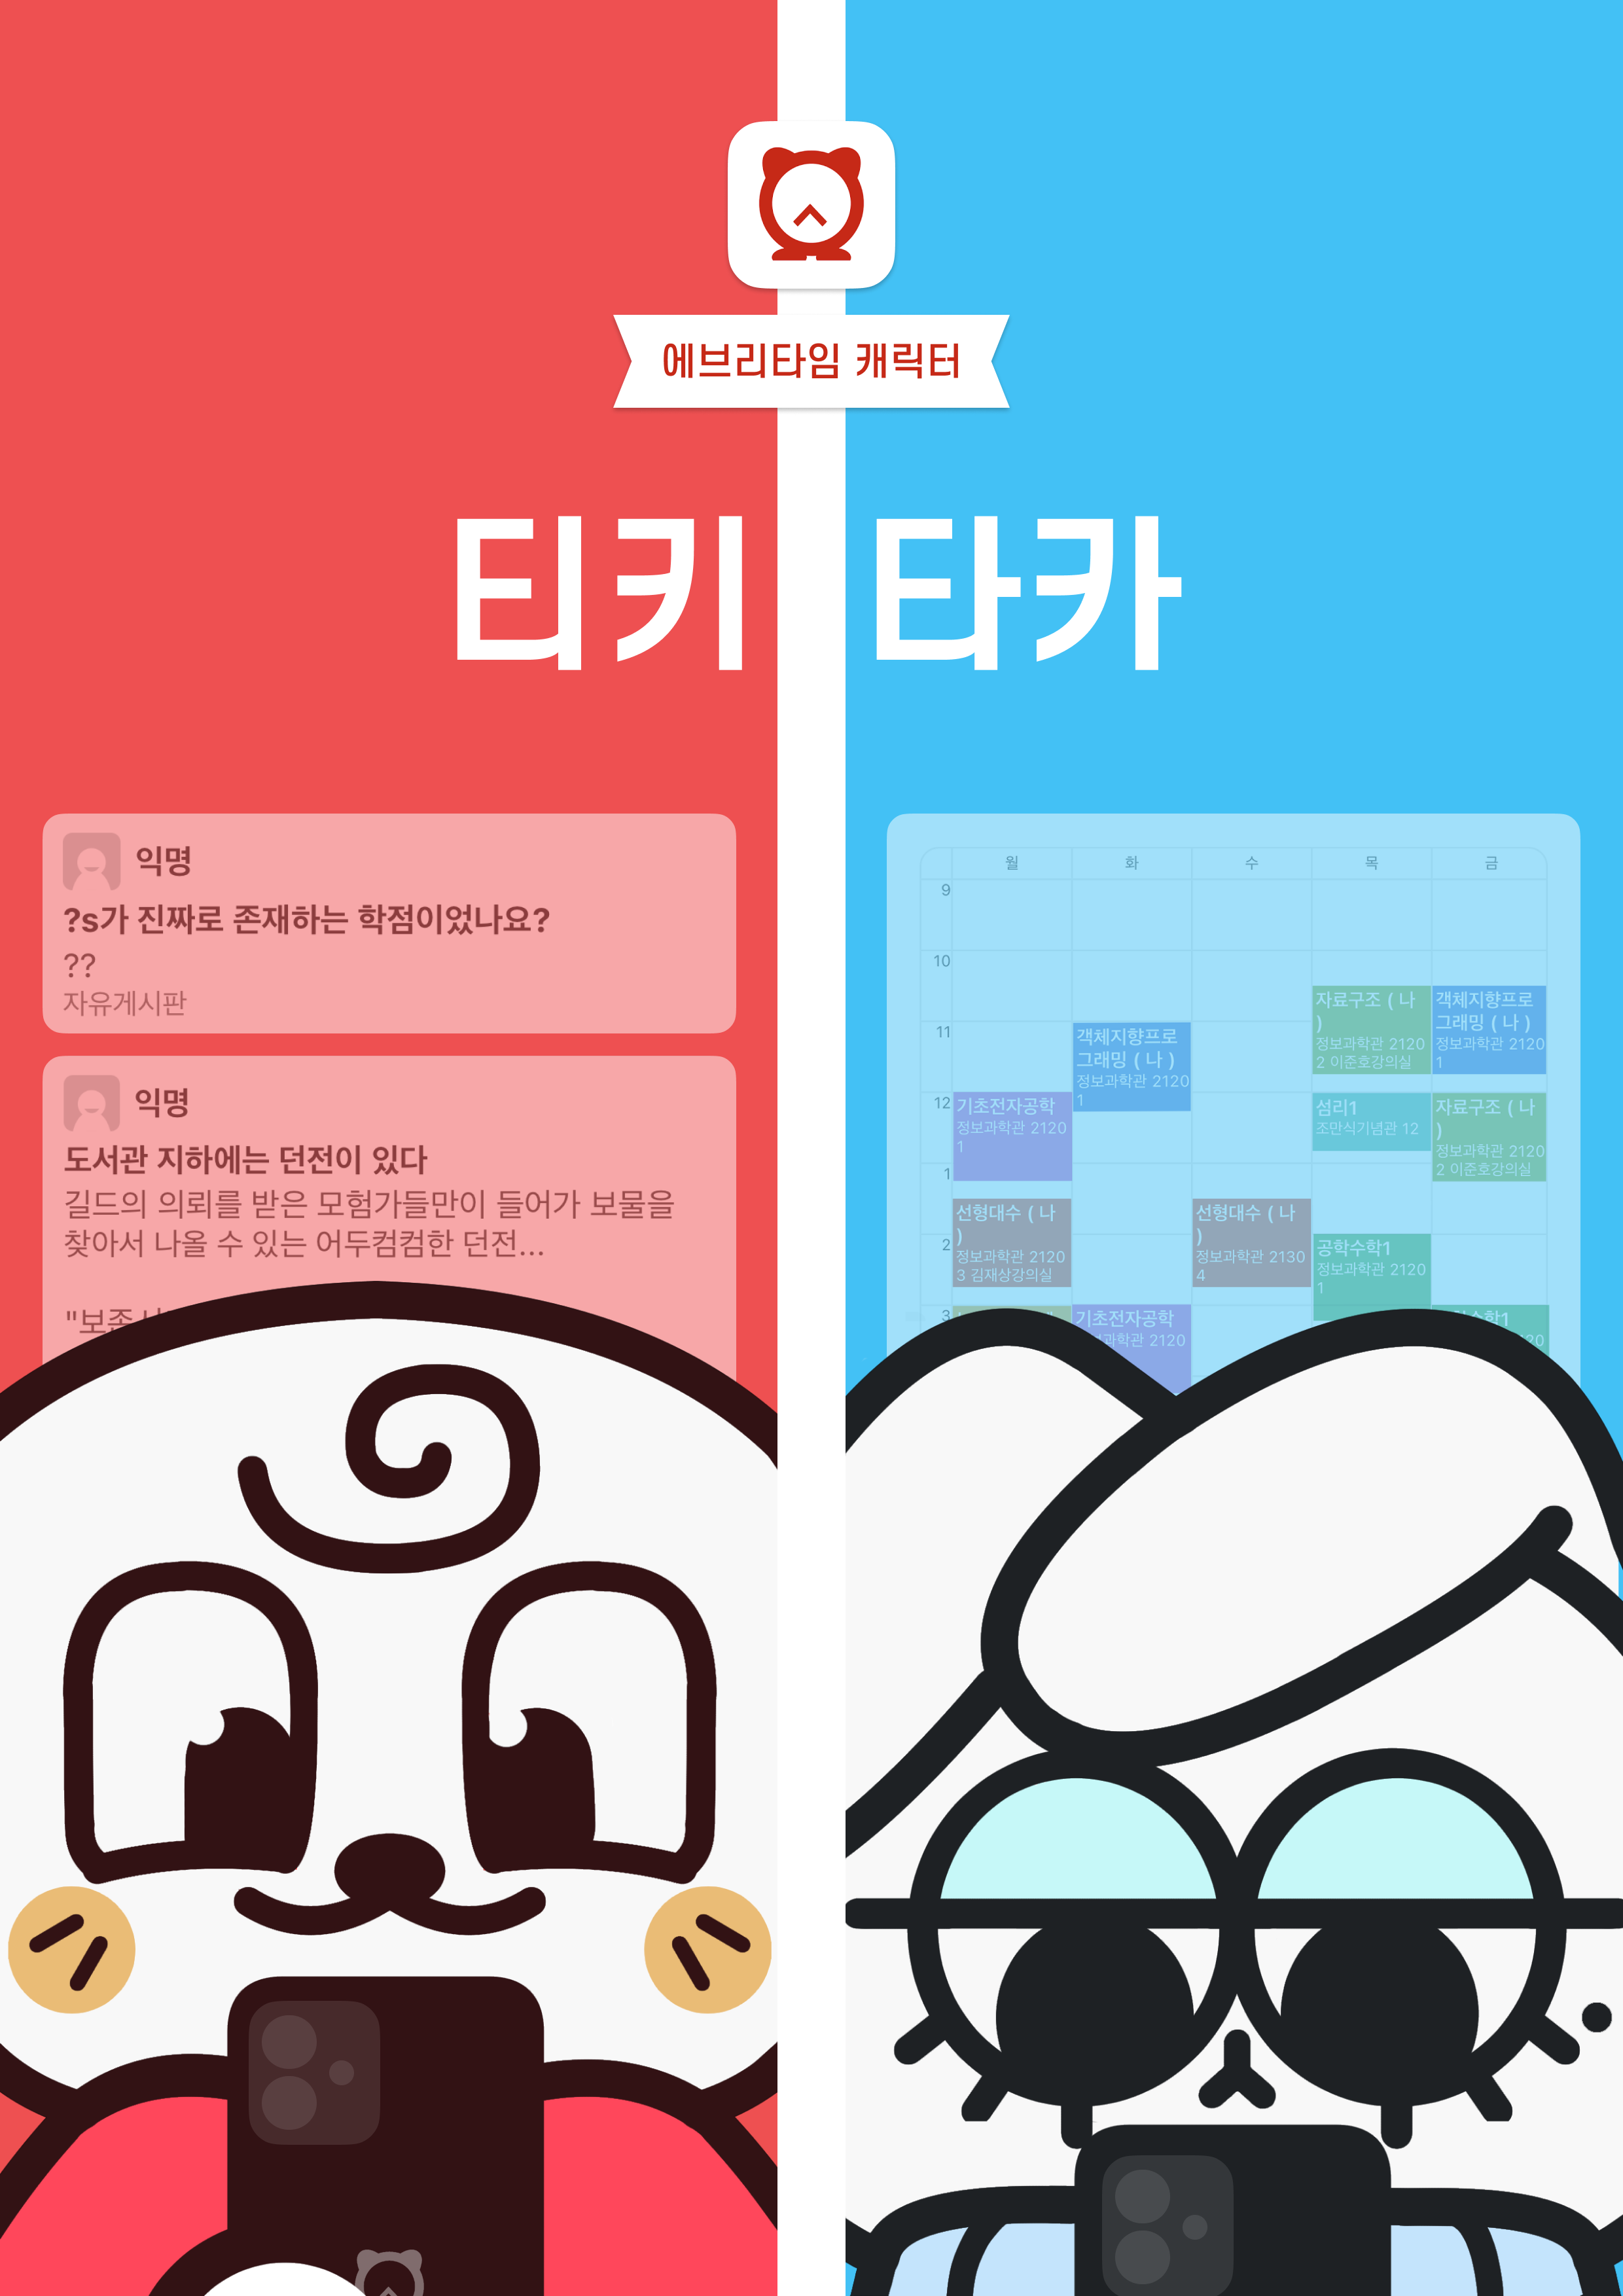 에브리타임 캐릭터
티키 타카
익명
?s가 진짜로 존재하는 학점이었나요?
??
자유게시판
익명
도서관 지하에는 던전이 있다
길드의 의뢰를 받은 모험가들만이 들어가 보물을
찾아서 나올 수 있는 어두컴컴한 던전...
월 화 수 목 금
9
10
11
12
1
2
3
기초전자공학
정보과학관 2120
1
선형대수 ( 나
)
정보과학관 2120
3 김재상강의실
객체지향프로
그래밍 ( 나 )
정보과학관 2120
1
기초전자공학
정보과학관 2120
선형대수 ( 나
)
정보과학관 2130
4
자료구조 ( 나
)
정보과학관 2120
2 이준호강의실
섬리1
조만식기념관 12
공학수학1
정보과학관 2120
1
객체지향프로
그래밍 ( 나 )
정보과학관 2120
1
자료구조 ( 나
)
정보과학관 2120
2 이준호강의실